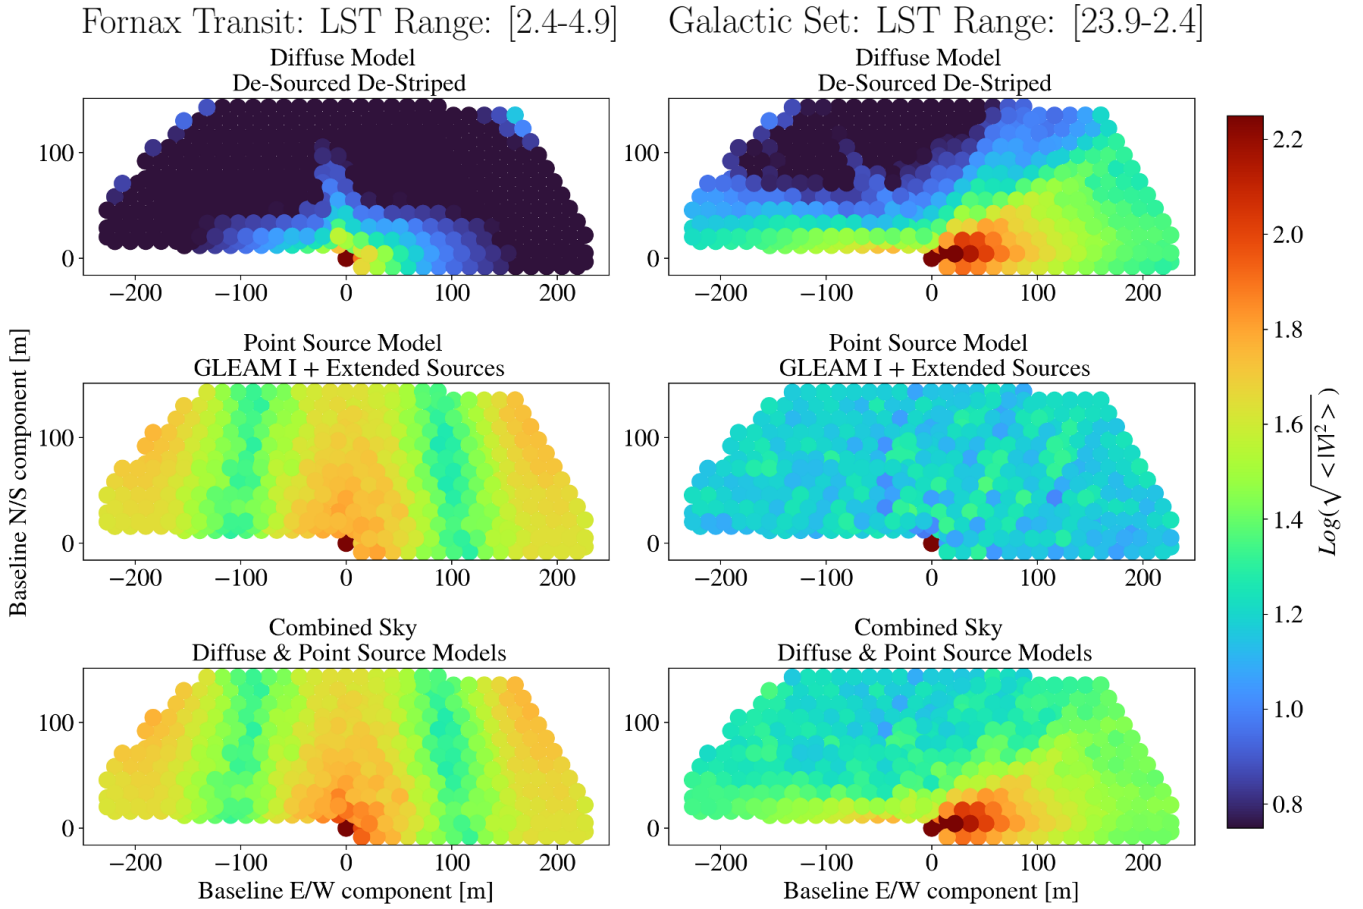 Fornax Transit: LST Range: [2.4-4.9]
Galactic Set: LST Range: [23.9-2.4]
Diffuse Model
De-Sourced De-Striped
Diffuse Model
De-Sourced De-Striped
100
0
−200 −100 0 100 200
100
0
−200 −100 0 100 200
Point Source Model
GLEAM I + Extended Sources
Point Source Model
GLEAM I + Extended Sources
100
0
−200 −100 0 100 200
100
0
−200 −100 0 100 200
Combined Sky
Diffuse & Point Source Models
Combined Sky
Diffuse & Point Source Models
100
0
−200 −100 0 100 200
100
0
−200 −100 0 100 200
Baseline N/S component [m]
Baseline E/W component [m]
Baseline E/W component [m]
2.2
2.0
1.8
1.6
1.4
1.2
1.0
0.8
Log(√<|V|²>)